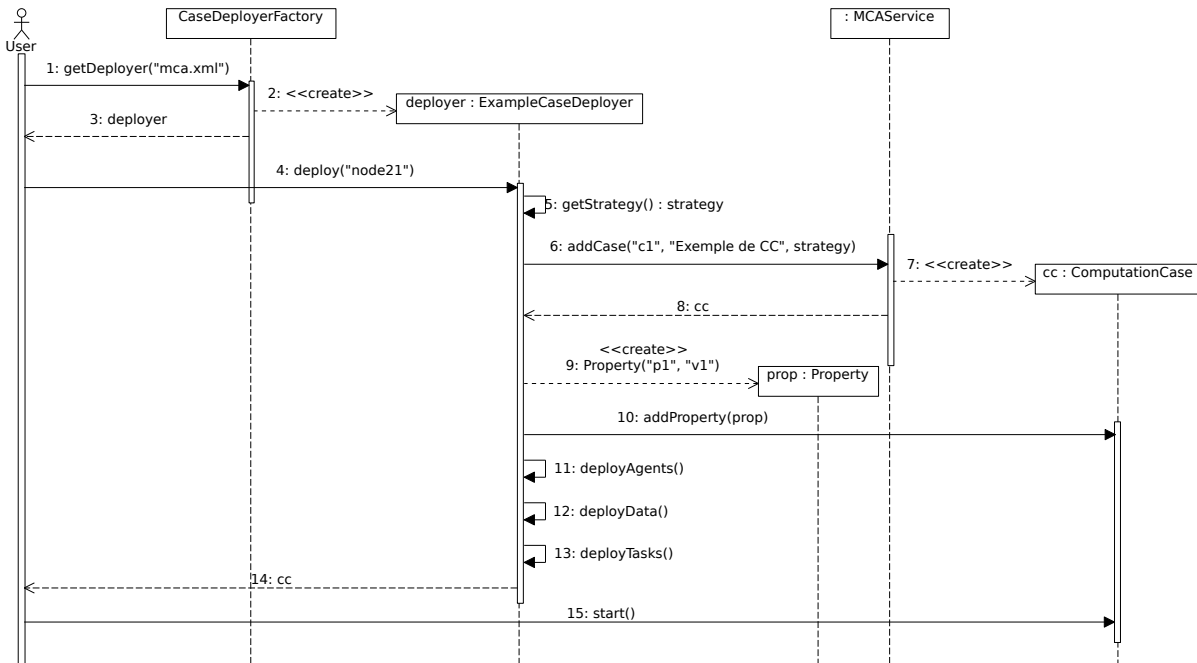 CaseDeployerFactory
: MCAService
User
1: getDeployer("mca.xml")
2: <<create>>
deployer : ExampleCaseDeployer
3: deployer
4: deploy("node21")
5: getStrategy() : strategy
6: addCase("c1", "Exemple de CC", strategy)
7: <<create>>
cc : ComputationCase
8: cc
<<create>>
9: Property("p1", "v1")
prop : Property
10: addProperty(prop)
11: deployAgents()
12: deployData()
13: deployTasks()
14: cc
15: start()